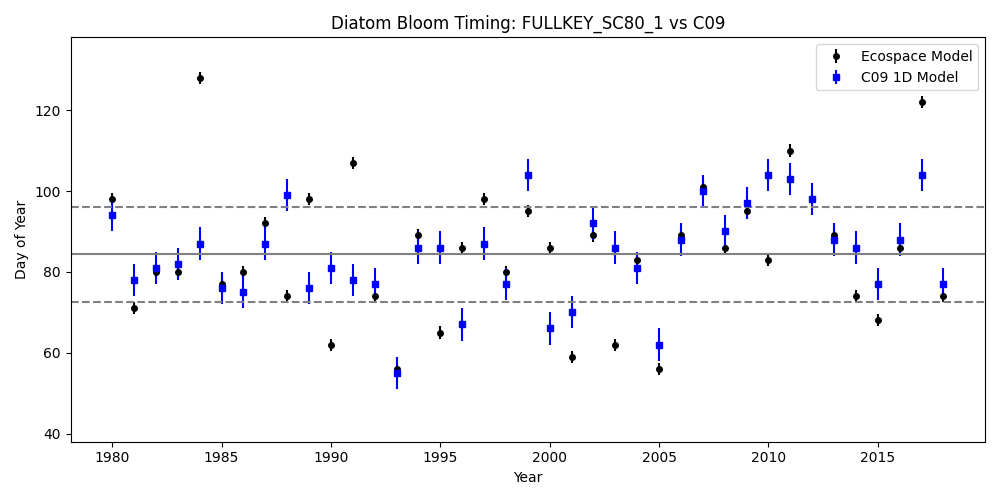 Diatom Bloom Timing: FULLKEY_SC80_1 vs C09
Ecospace Model
C09 1D Model
Day of Year
120
100
80
60
40
1980 1985 1990 1995 2000 2005 2010 2015
Year